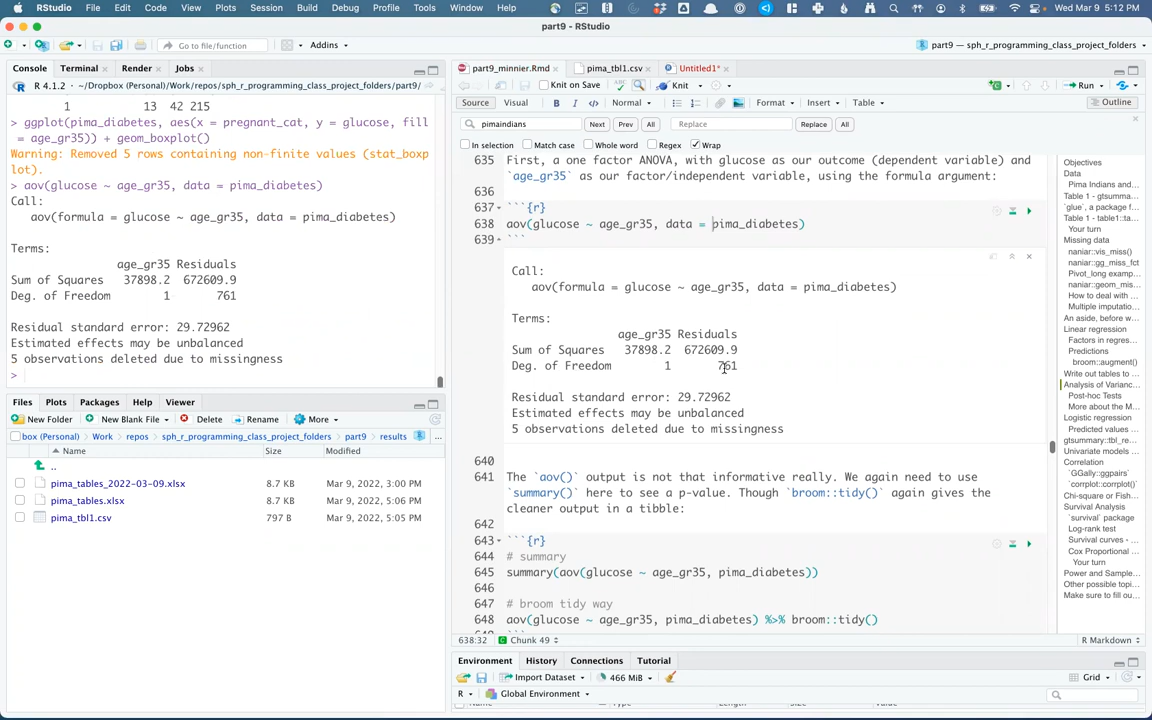 RStudio File Edit Code View Plots Session Build Debug Profile Tools Window Help Wed Mar 9 5:12 PM
part9 - RStudio
Go to file/function Addins part9 — sph_r_programming_class_project_folders
Console Terminal Render Jobs
R 4.1.2 · ~/Dropbox (Personal)/Work/repos/sph_r_programming_class_project_folders/part9/
1 13 42 215
> ggplot(pima_diabetes, aes(x = pregnant_cat, y = glucose, fill
= age_gr35)) + geom_boxplot()
Warning: Removed 5 rows containing non-finite values (stat_boxp
lot).
> aov(glucose ~ age_gr35, data = pima_diabetes)
Call:
aov(formula = glucose ~ age_gr35, data = pima_diabetes)
Terms:
age_gr35 Residuals
Sum of Squares 37898.2 672609.9
Deg. of Freedom 1 761
Residual standard error: 29.72962
Estimated effects may be unbalanced
5 observations deleted due to missingness
>
Files Plots Packages Help Viewer
New Folder New Blank File Delete Rename More
box (Personal) Work repos sph_r_programming_class_project_folders part9 results ...
Name Size Modified
..
pima_tables_2022-03-09.xlsx 8.7 KB Mar 9, 2022, 3:00 PM
pima_tables.xlsx 8.7 KB Mar 9, 2022, 5:06 PM
pima_tbl1.csv 797 B Mar 9, 2022, 5:05 PM
part9_minnier.Rmd pima_tbl1.csv Untitled1*
Knit on Save Knit Run
Source Visual B I </> Normal Format Insert Table Outline
pimaindians Next Prev All Replace Replace All
In selection Match case Whole word Regex Wrap
635 First, a one factor ANOVA, with glucose as our outcome (dependent variable) and
`age_gr35` as our factor/independent variable, using the formula argument:
636
637 ```{r}
638 aov(glucose ~ age_gr35, data = pima_diabetes)
639 ```
Call:
aov(formula = glucose ~ age_gr35, data = pima_diabetes)
Terms:
age_gr35 Residuals
Sum of Squares 37898.2 672609.9
Deg. of Freedom 1 761
Residual standard error: 29.72962
Estimated effects may be unbalanced
5 observations deleted due to missingness
640
641 The `aov()` output is not that informative really. We again need to use
`summary()` here to see a p-value. Though `broom::tidy()` again gives the
cleaner output in a tibble:
642
643 ```{r}
644 # summary
645 summary(aov(glucose ~ age_gr35, pima_diabetes))
646
647 # broom tidy way
648 aov(glucose ~ age_gr35, pima_diabetes) %>% broom::tidy()
638:32 Chunk 49 R Markdown
Objectives
Data
Pima Indians and
Table 1 - gtsumma...
`glue`, a package f...
Table 1 - table1::ta...
Your turn
Missing data
naniar::vis_miss()
naniar::gg_miss_fct
Pivot_long examp...
naniar::geom_mis...
How to deal with ...
Multiple imputatio...
An aside, before w...
Linear regression
Factors in regres...
Predictions
broom::augment()
Write out tables to ...
Analysis of Varianc...
Post-hoc Tests
More about the M...
Logistic regression
Predicted values ...
gtsummary::tbl_re...
Univariate models ...
Correlation
`GGally::ggpairs`
`corrplot::corrplot()`
Chi-square or Fish...
Survival Analysis
`survival` package
Log-rank test
Survival curves - ...
Cox Proportional ...
Your turn
Power and Sample...
Other possible topi...
Make sure to fill ou...
Environment History Connections Tutorial
Import Dataset 466 MiB Grid
R Global Environment